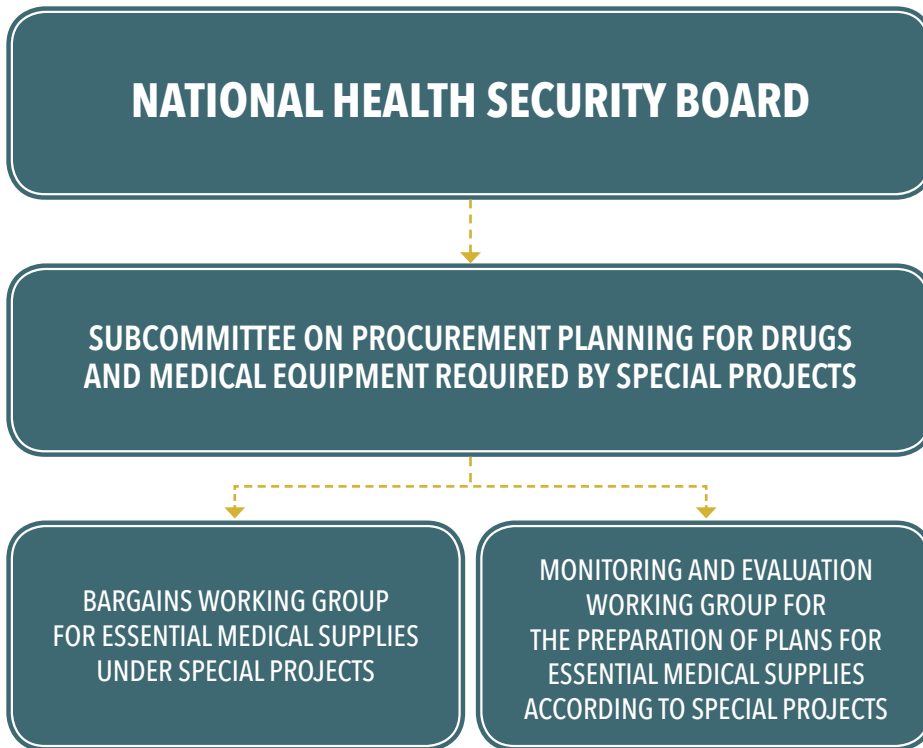 NATIONAL HEALTH SECURITY BOARD
SUBCOMMITTEE ON PROCUREMENT PLANNING FOR DRUGS
AND MEDICAL EQUIPMENT REQUIRED BY SPECIAL PROJECTS
BARGAINS WORKING GROUP
FOR ESSENTIAL MEDICAL SUPPLIES
UNDER SPECIAL PROJECTS
MONITORING AND EVALUATION
WORKING GROUP FOR
THE PREPARATION OF PLANS FOR
ESSENTIAL MEDICAL SUPPLIES
ACCORDING TO SPECIAL PROJECTS